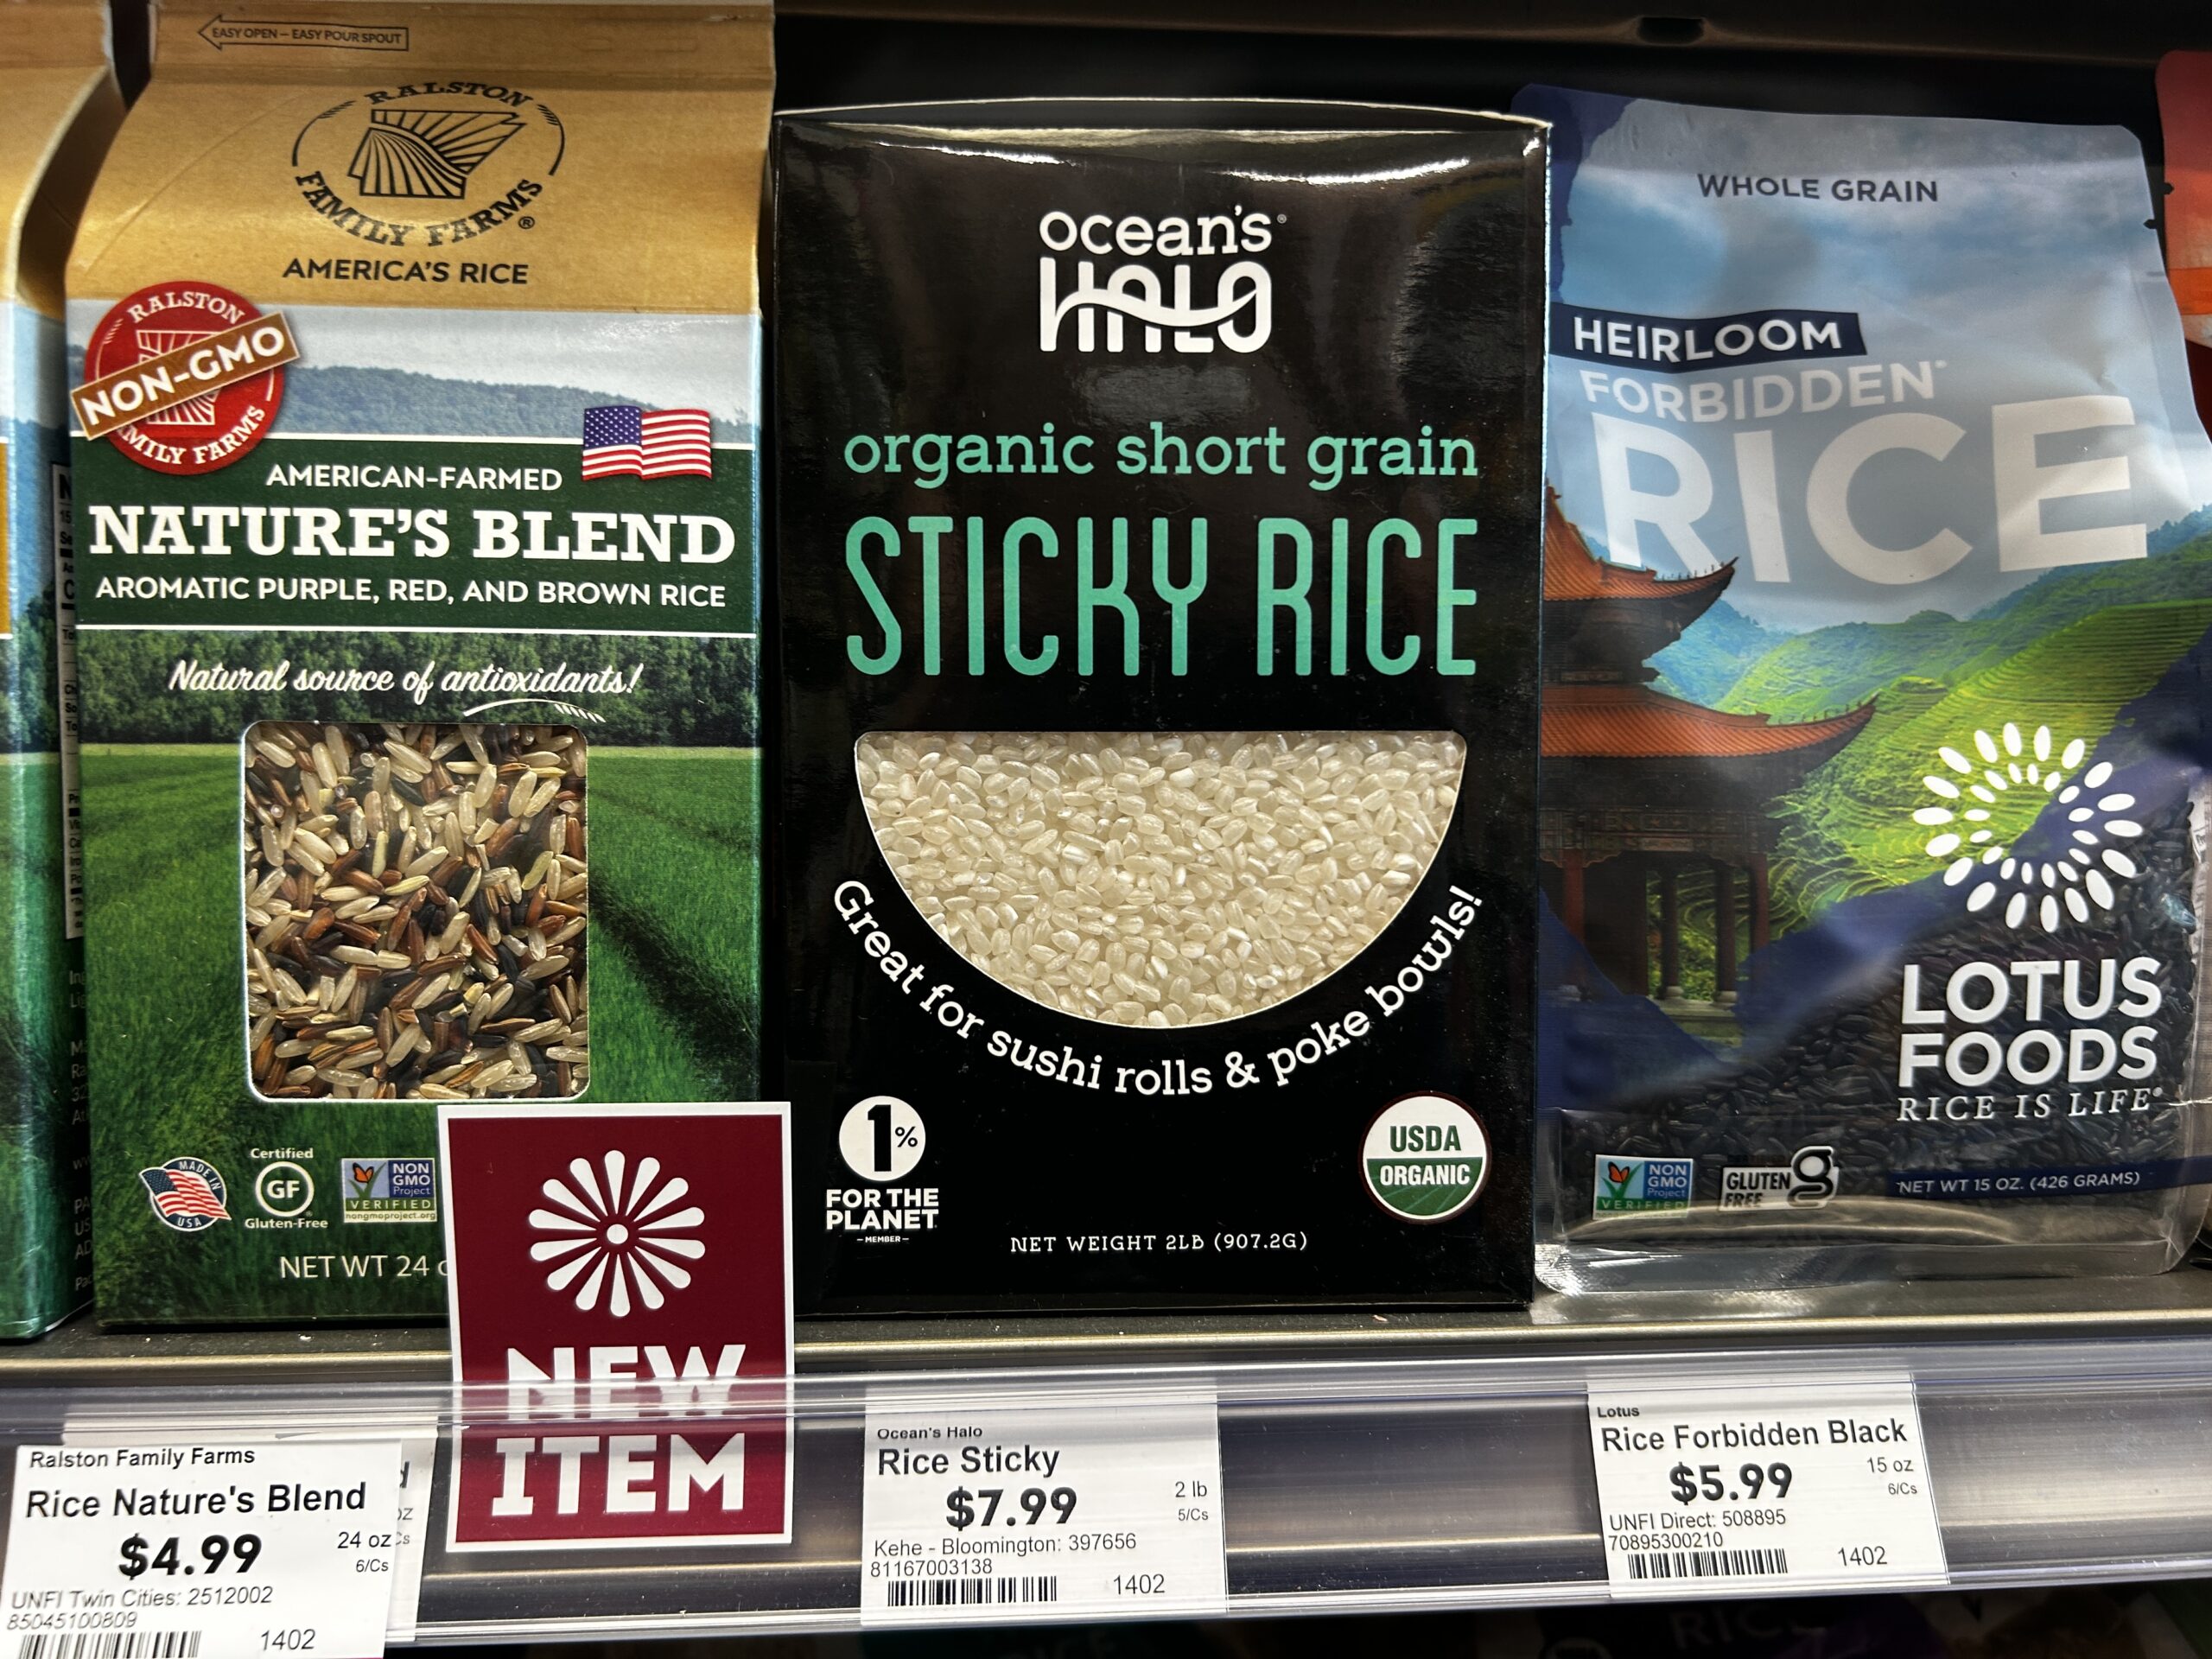 EASY OPEN – EASY POUR SPOUT
RALSTON
FAMILY FARMS®
AMERICA'S RICE
RALSTON
NON-GMO
FAMILY FARMS
AMERICAN-FARMED
NATURE'S BLEND
AROMATIC PURPLE, RED, AND BROWN RICE
Natural source of antioxidants!
MADE IN
USA
Certified
GF
Gluten-Free
NON
GMO
Project
VERIFIED
nongmoproject.org
NET WT 24
ocean's®
HALO
organic short grain
STICKY RICE
Great for sushi rolls & poke bowls!
1%
FOR THE
PLANET
– MEMBER –
USDA
ORGANIC
NET WEIGHT 2LB (907.2G)
WHOLE GRAIN
HEIRLOOM
FORBIDDEN®
RICE
LOTUS
FOODS
RICE IS LIFE®
NON
GMO
Project
VERIFIED
GLUTEN
FREE
g
NET WT 15 OZ. (426 GRAMS)
NEW
ITEM
Ralston Family Farms
Rice Nature's Blend
$4.99
24 oz
6/Cs
UNFI Twin Cities: 2512002
85045100809
1402
Ocean's Halo
Rice Sticky
$7.99
2 lb
5/Cs
Kehe - Bloomington: 397656
81167003138
1402
Lotus
Rice Forbidden Black
$5.99
15 oz
6/Cs
UNFI Direct: 508895
70895300210
1402